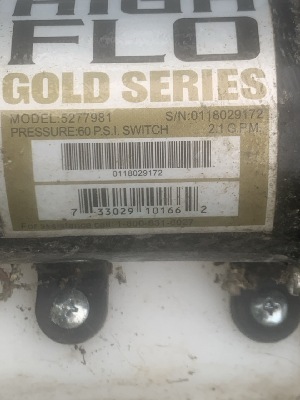 HIGH
FLO
GOLD SERIES
MODEL:5277981 S/N:0118029172
PRESSURE:60 P.S.I. SWITCH 2.1 G.P.M.
0118029172
7 33029 10166 2